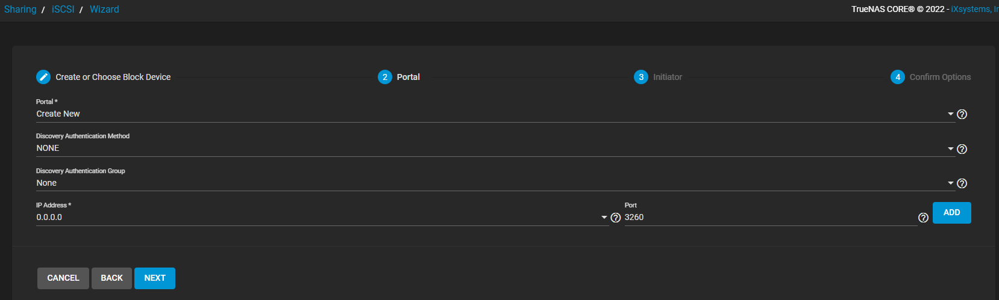 Sharing / iSCSI / Wizard
TrueNAS CORE® © 2022 - iXsystems,
Create or Choose Block Device
2 Portal
3 Initiator
4 Confirm Options
Portal *
Create New
Discovery Authentication Method
NONE
Discovery Authentication Group
None
IP Address *
0.0.0.0
Port
3260
ADD
CANCEL
BACK
NEXT